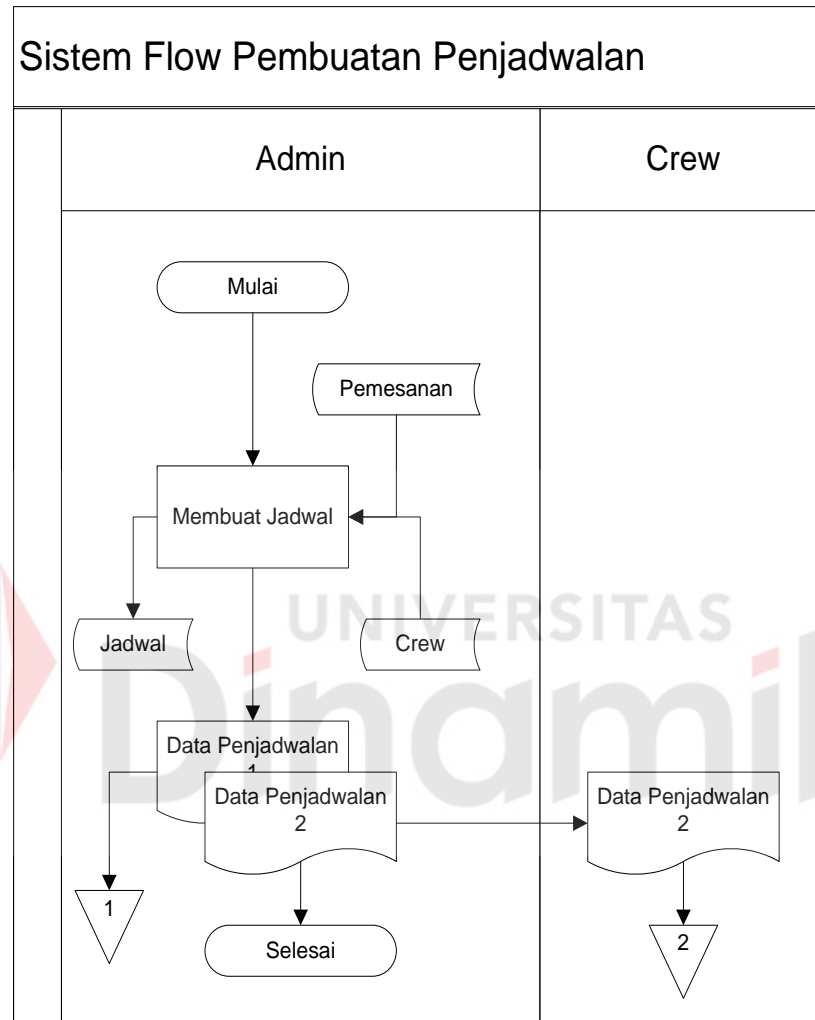 Sistem Flow Pembuatan Penjadwalan
Admin
Crew
Mulai
Pemesanan
Membuat Jadwal
Jadwal
Crew
UNIVERSITAS
Data Penjadwalan
1
Data Penjadwalan
2
Data Penjadwalan
2
1
Selesai
2